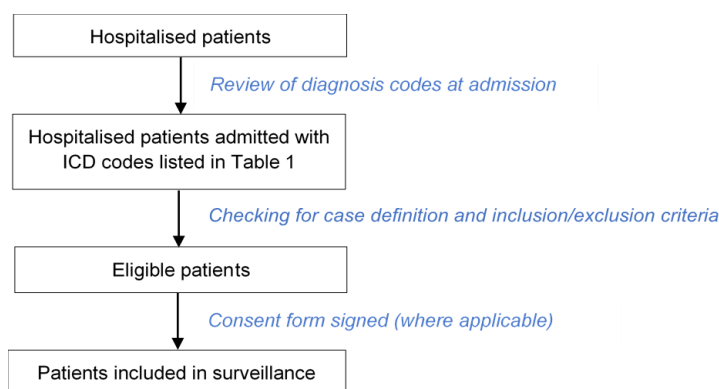 Hospitalised patients
Review of diagnosis codes at admission
Hospitalised patients admitted with
ICD codes listed in Table 1
Checking for case definition and inclusion/exclusion criteria
Eligible patients
Consent form signed (where applicable)
Patients included in surveillance